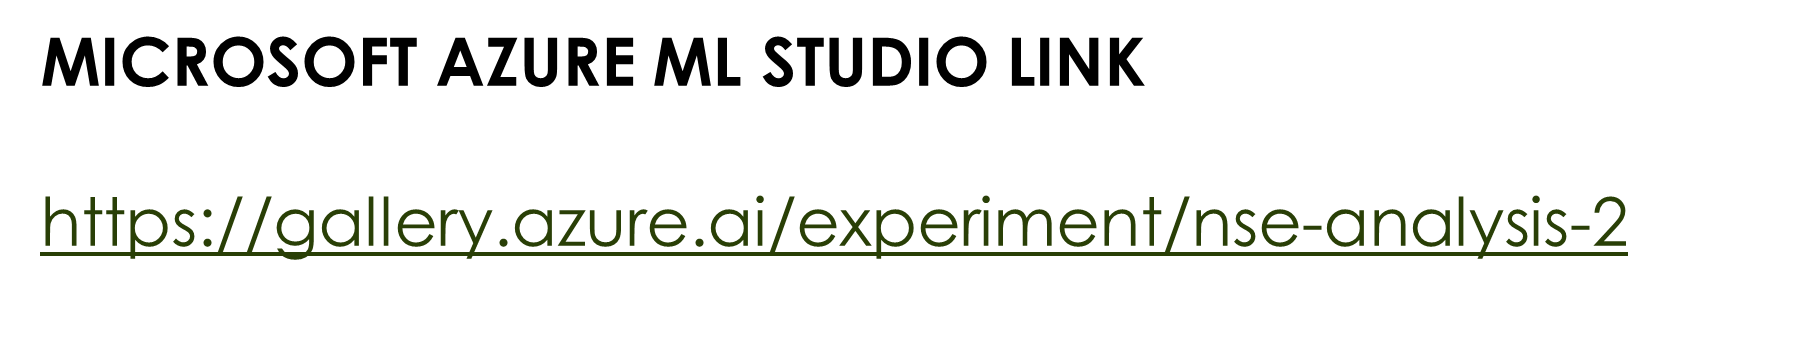 MICROSOFT AZURE ML STUDIO LINK
https://gallery.azure.ai/experiment/nse-analysis-2